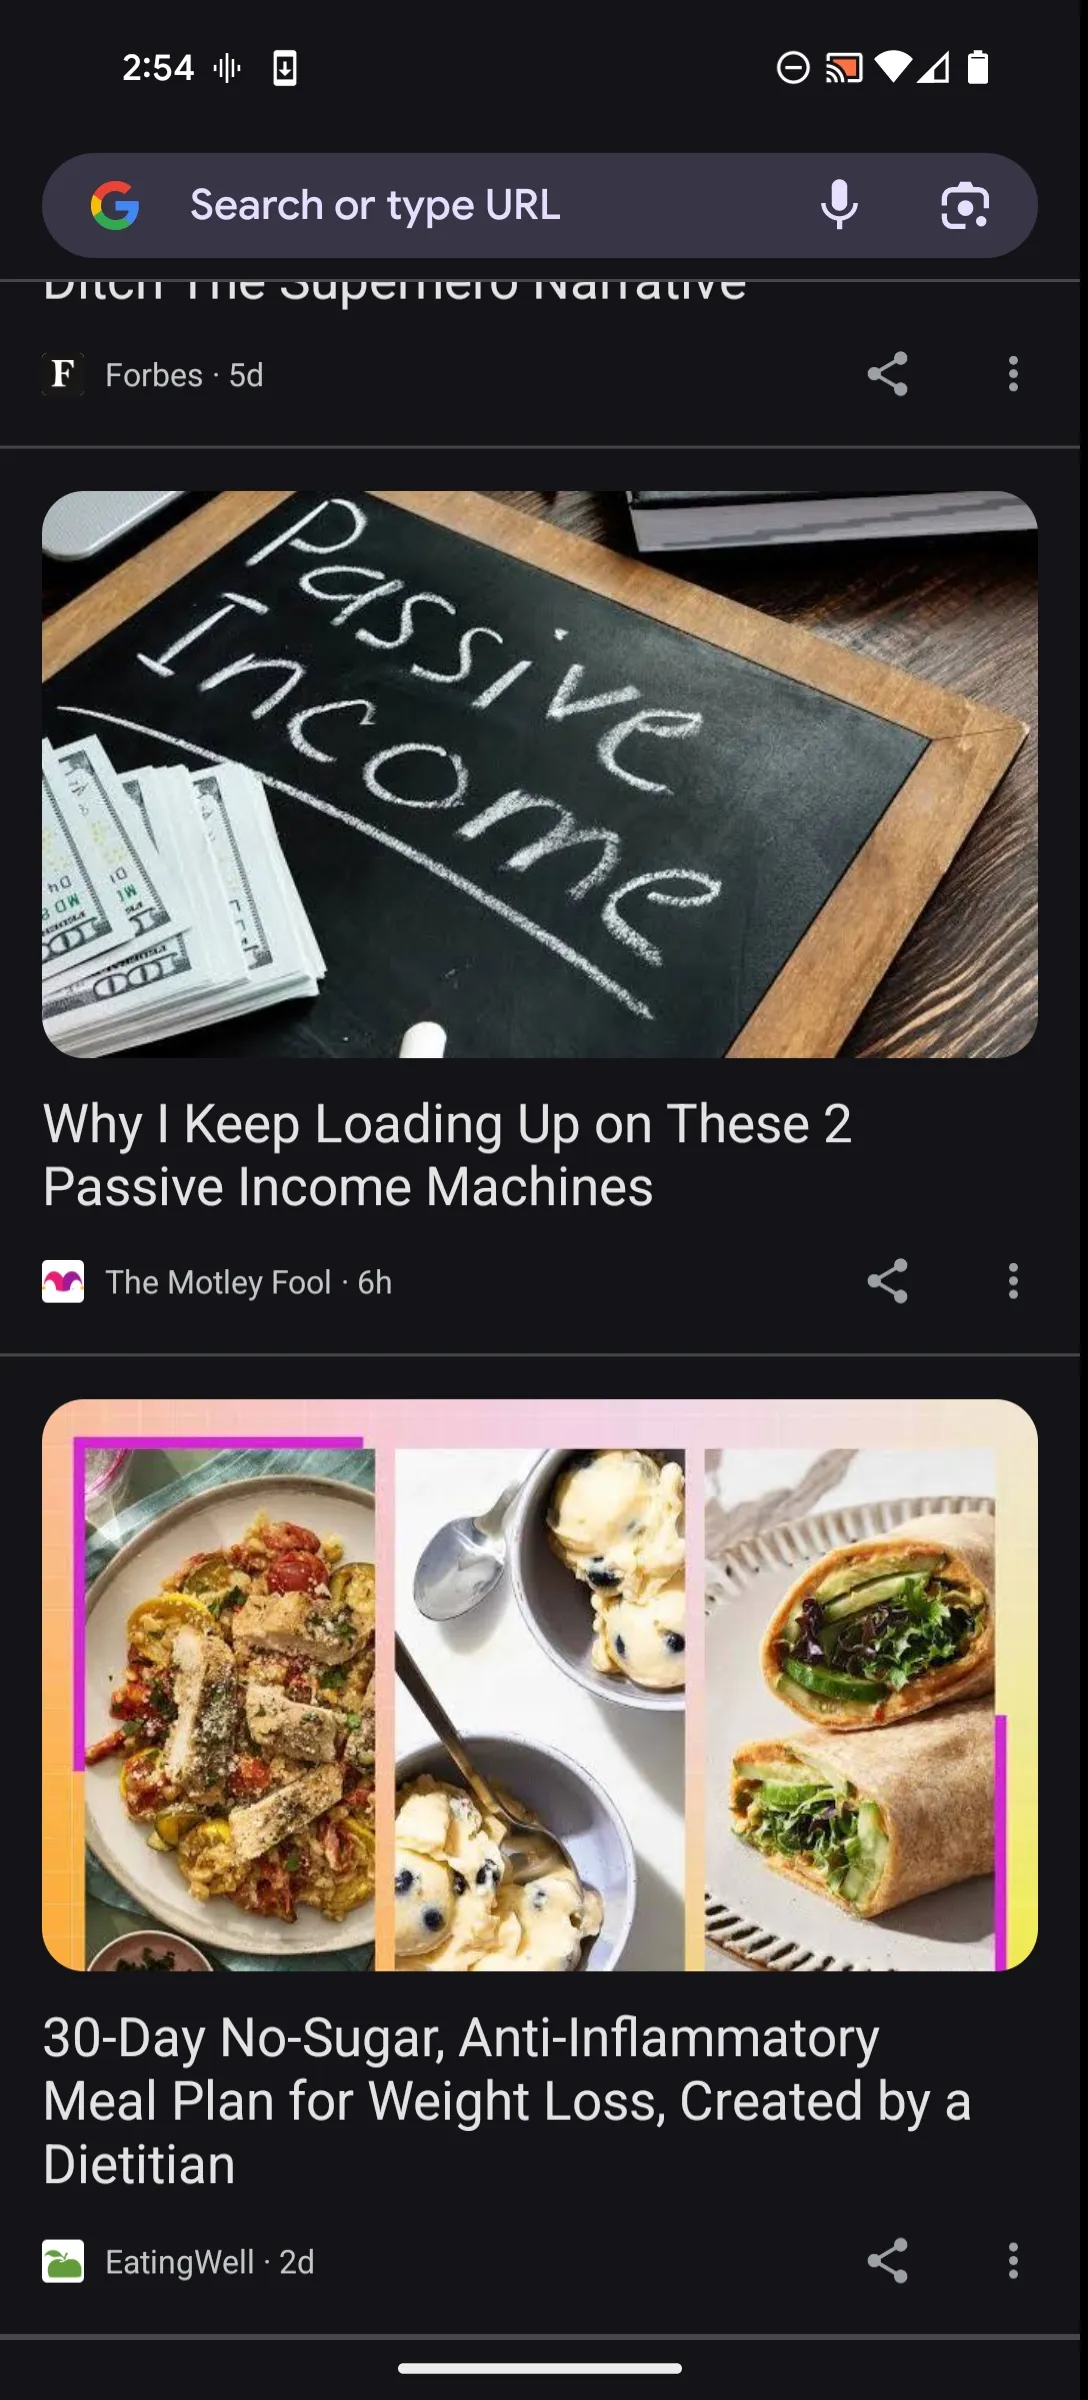 2:54
Search or type URL
Ditch The Superhero Narrative
F Forbes · 5d
Passive
Income
Why I Keep Loading Up on These 2
Passive Income Machines
The Motley Fool · 6h
30-Day No-Sugar, Anti-Inflammatory
Meal Plan for Weight Loss, Created by a
Dietitian
EatingWell · 2d